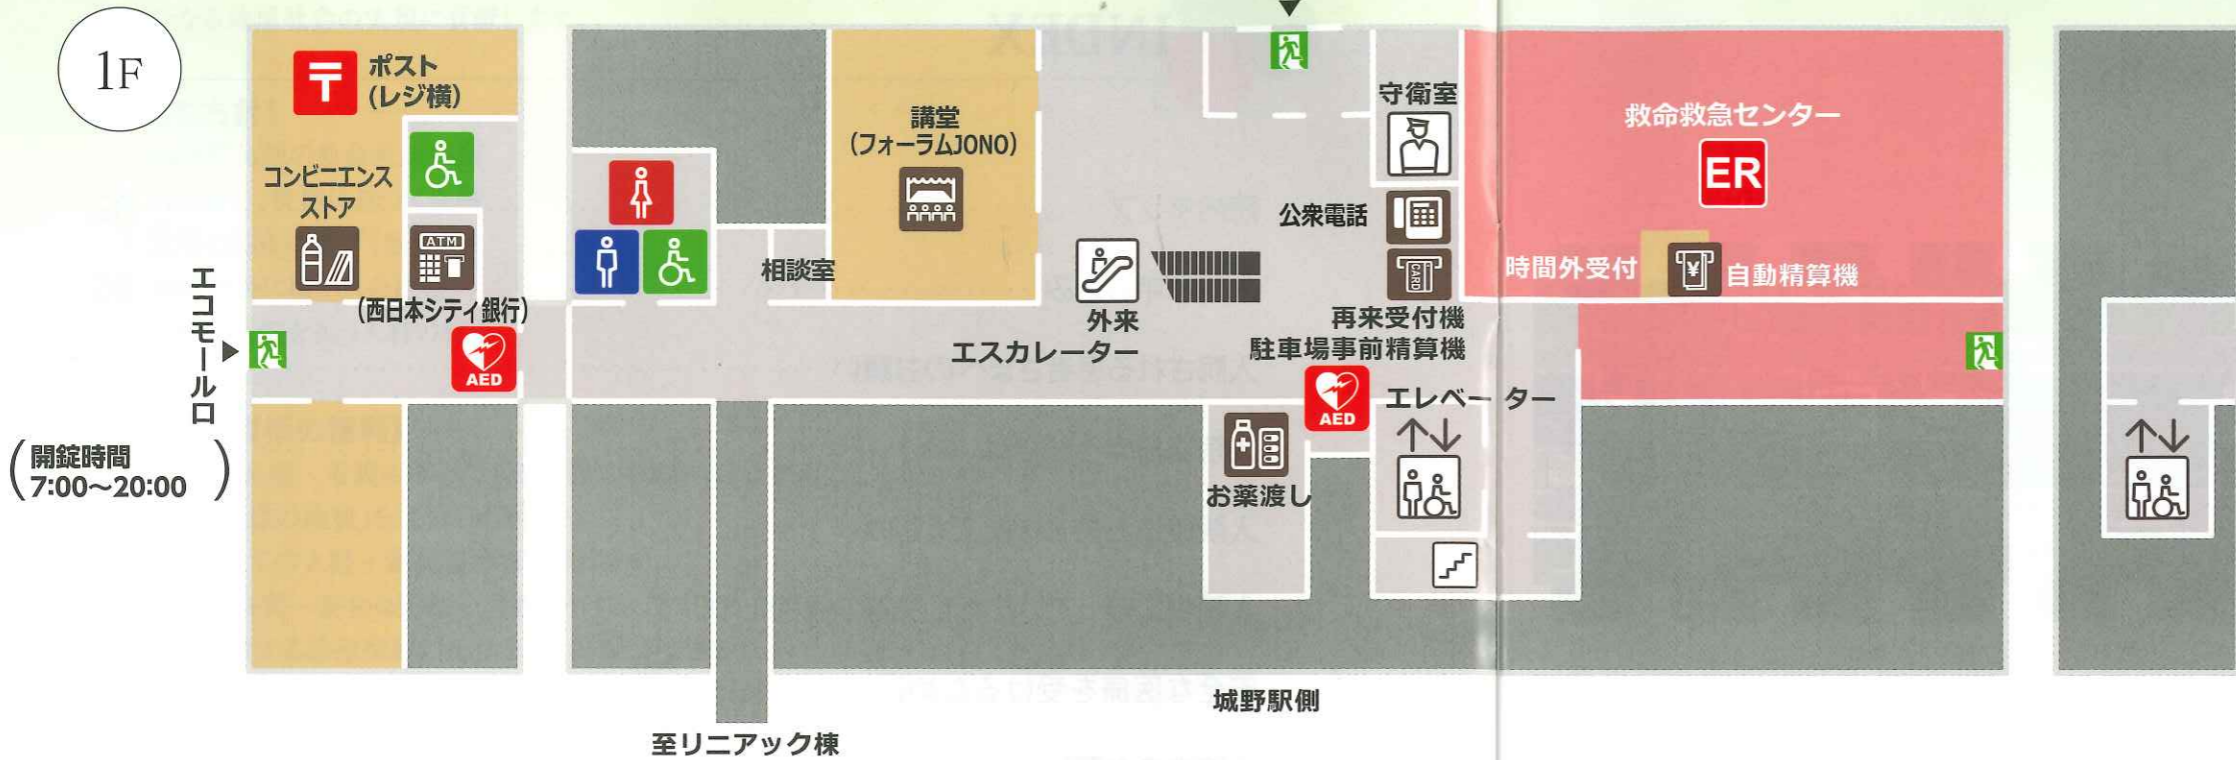 1F
ポスト
(レジ横)
コンビニエンス
ストア
ATM
(西日本シティ銀行)
AED
エコモール口
(開錠時間
7:00～20:00)
相談室
講堂
(フォーラムJONO)
外来
エスカレーター
守衛室
公衆電話
CARD
再来受付機
駐車場事前精算機
AED
エレベーター
お薬渡し
救命救急センター
ER
時間外受付
¥
自動精算機
城野駅側
至リニアック棟